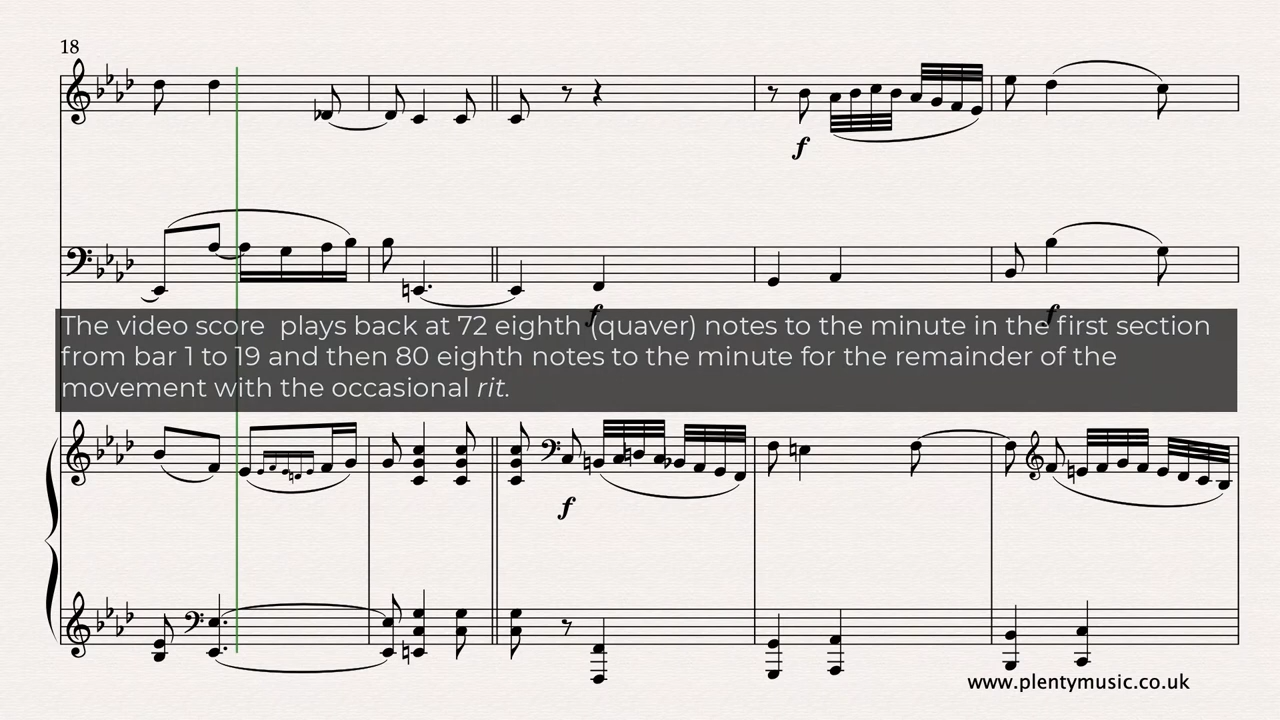 18
f
f
f
The video score plays back at 72 eighth (quaver) notes to the minute in the first section
from bar 1 to 19 and then 80 eighth notes to the minute for the remainder of the
movement with the occasional rit.
f
www.plentymusic.co.uk